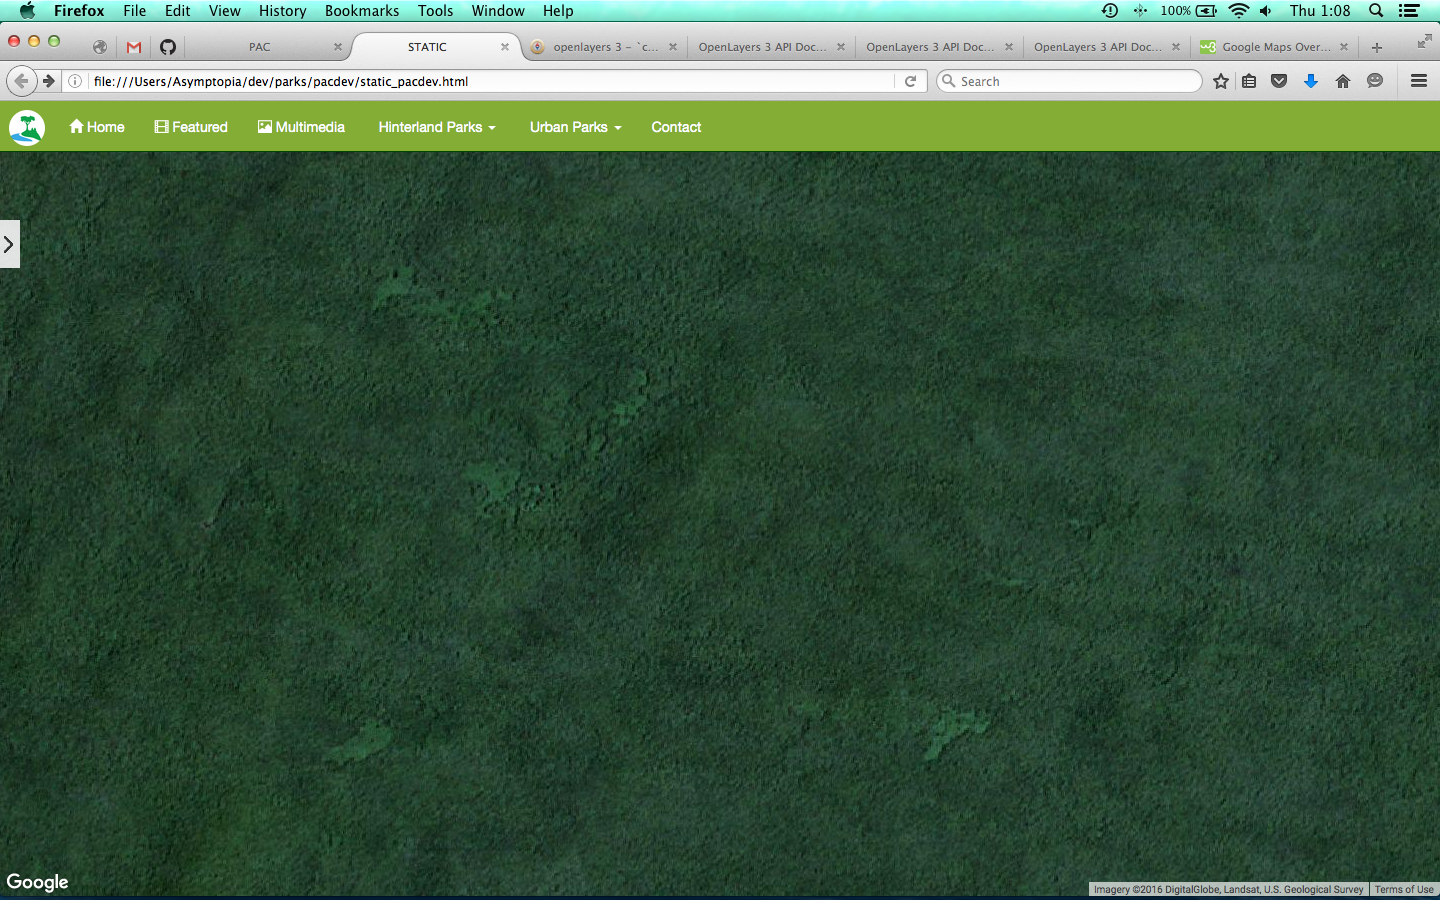 Firefox File Edit View History Bookmarks Tools Window Help 100% Thu 1:08
PAC STATIC openlayers 3 - `c... OpenLayers 3 API Doc... OpenLayers 3 API Doc... OpenLayers 3 API Doc... w3 Google Maps Over...
file:///Users/Asymptopia/dev/parks/pacdev/static_pacdev.html Search
Home Featured Multimedia Hinterland Parks Urban Parks Contact
Google Imagery ©2016 DigitalGlobe, Landsat, U.S. Geological Survey Terms of Use